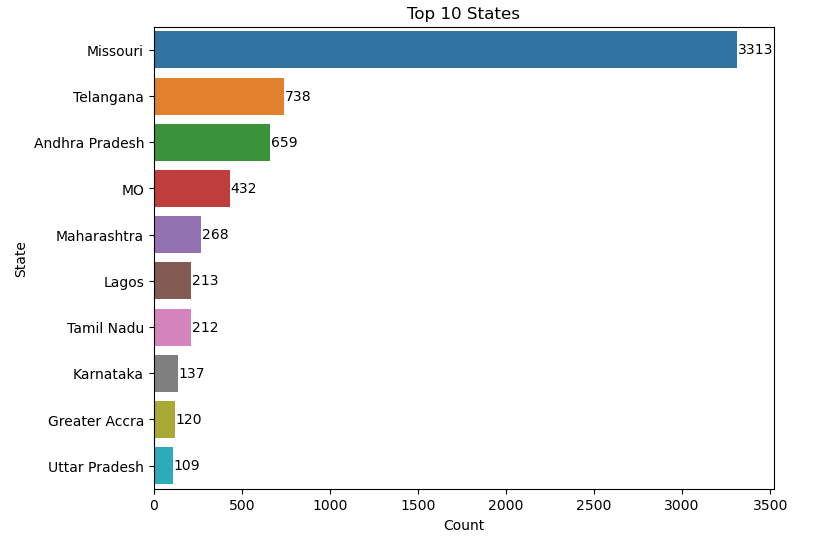 Top 10 States
Missouri 3313
Telangana 738
Andhra Pradesh 659
MO 432
Maharashtra 268
Lagos 213
Tamil Nadu 212
Karnataka 137
Greater Accra 120
Uttar Pradesh 109
State
0 500 1000 1500 2000 2500 3000 3500
Count